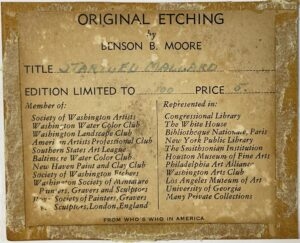 ORIGINAL ETCHING
by
BENSON B. MOORE
TITLE STARTLED MALLARD
EDITION LIMITED TO 100 PRICE
Member of:
Society of Washington Artists
Washington Water Color Club
Washington Landscape Club
American Artists Professional Club
Southern States Art League
Baltimore Water Color Club
New Haven Paint and Clay Club
Society of Washington Etchers
Washington Society of Miniature
Painters, Gravers and Sculptors
Society of Painters, Gravers
Sculptors, London, England
Represented in:
Congressional Library
The White House
Bibliotheque Nationale, Paris
New York Public Library
The Smithsonian Institution
Houston Museum of Fine Arts
Philadelphia Art Alliance
Washington Arts Club
Los Angeles Museum of Art
University of Georgia
Many Private Collections
FROM WHO'S WHO IN AMERICA